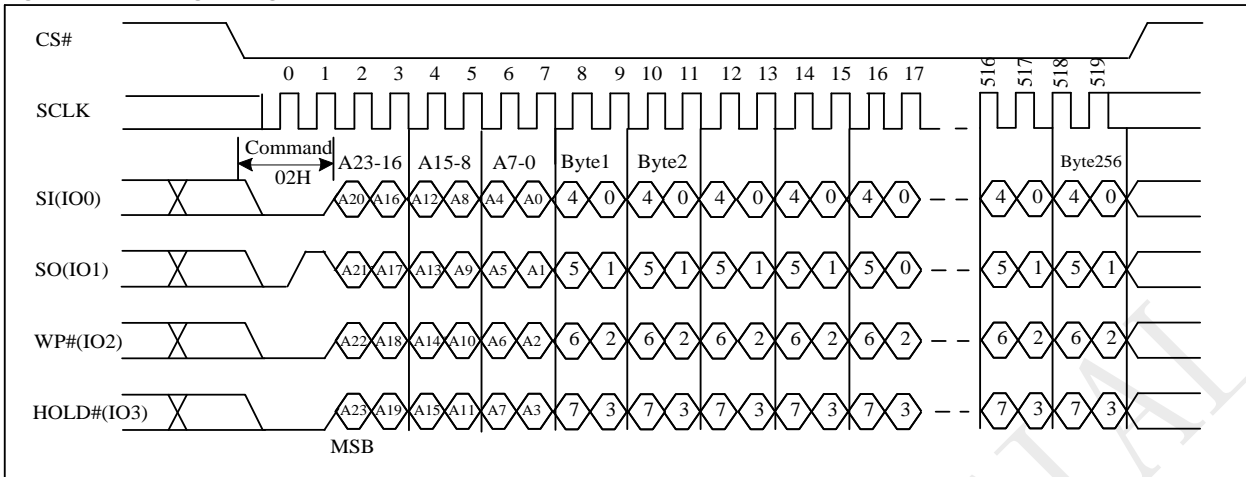 CS#
0 1 2 3 4 5 6 7 8 9 10 11 12 13 14 15 16 17 516 517 518 519
SCLK
Command A23-16 A15-8 A7-0 Byte1 Byte2 Byte256
02H
SI(IO0) A20 A16 A12 A8 A4 A0 4 0 4 0 4 0 4 0 4 0 4 0 4 0
SO(IO1) A21 A17 A13 A9 A5 A1 5 1 5 1 5 1 5 1 5 0 5 1 5 1
WP#(IO2) A22 A18 A14 A10 A6 A2 6 2 6 2 6 2 6 2 6 2 6 2 6 2
HOLD#(IO3) A23 A19 A15 A11 A7 A3 7 3 7 3 7 3 7 3 7 3 7 3 7 3
MSB